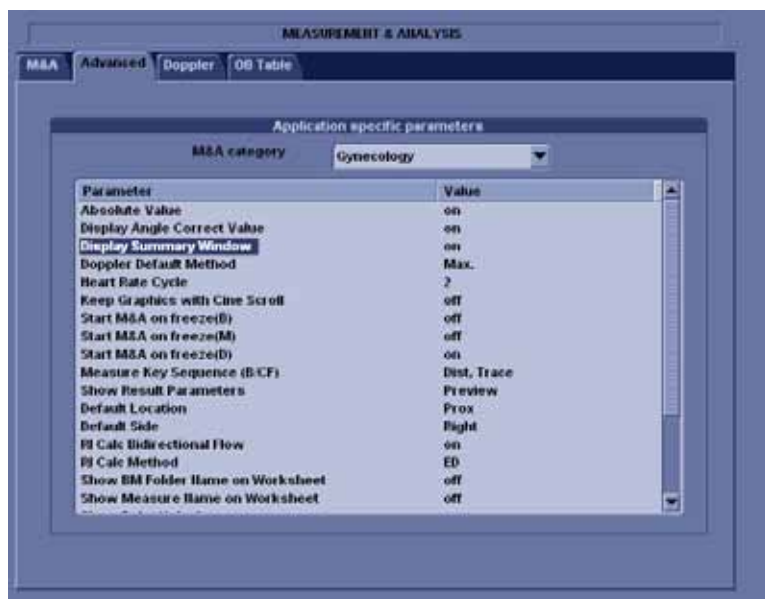 MEASUREMENT & ANALYSIS
M&A Advanced Doppler OB Table
Application specific parameters
M&A category Gynecology
Parameter Value
Absolute Value on
Display Angle Correct Value on
Display Summary Window on
Doppler Default Method Max.
Heart Rate Cycle 2
Keep Graphics with Cine Scroll off
Start M&A on freeze(B) off
Start M&A on freeze(M) off
Start M&A on freeze(D) on
Measure Key Sequence (B/CF) Dist, Trace
Show Result Parameters Preview
Default Location Prox
Default Side Right
RI Calc Bidirectional Flow on
RI Calc Method ED
Show BM Folder Name on Worksheet off
Show Measure Name on Worksheet off